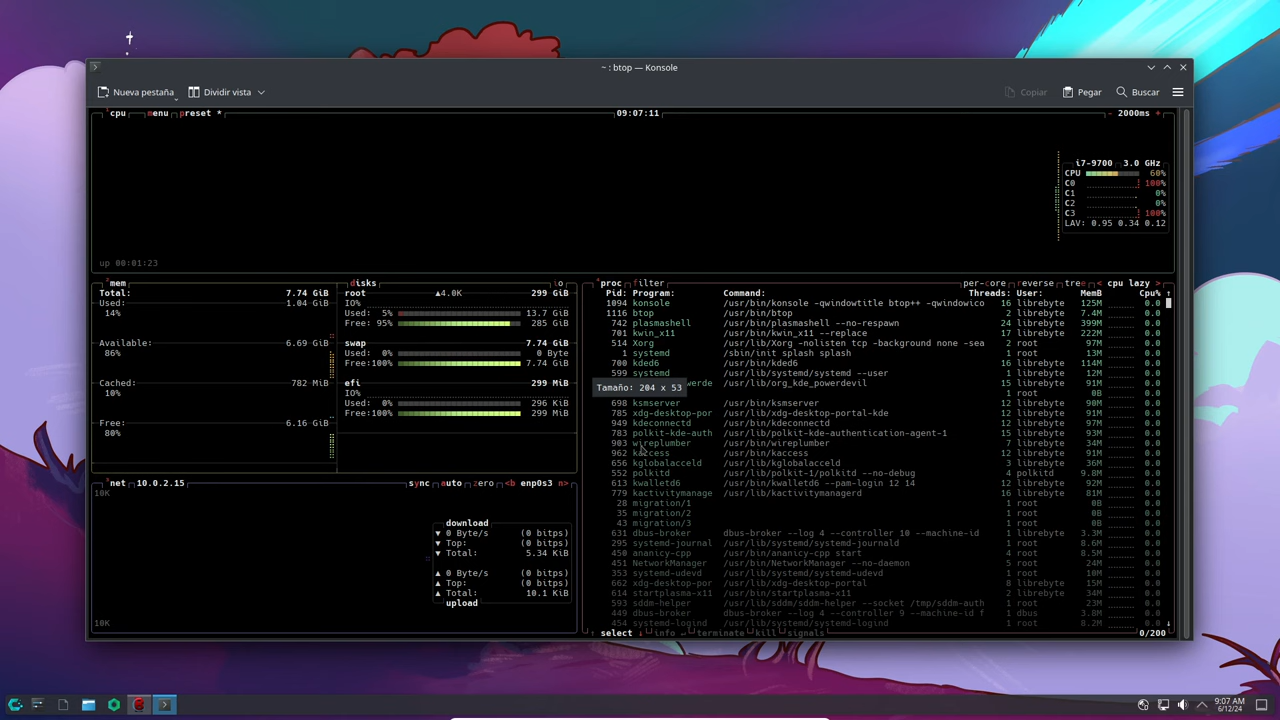 ~ : btop — Konsole
Nueva pestaña
Dividir vista
Copiar
Pegar
Buscar
¹cpu menu preset * 09:07:11 - 2000ms +
i7-9700 3.0 GHz
CPU 60%
C0 100%
C1 0%
C2 0%
C3 100%
LAV: 0.95 0.34 0.12
up 00:01:23
²mem
Total: 7.74 GiB
Used: 1.04 GiB
14%
Available: 6.69 GiB
86%
Cached: 782 MiB
10%
Free: 6.16 GiB
80%
disks io
root ▲4.0K 299 GiB
IO%
Used: 5% 13.7 GiB
Free: 95% 285 GiB
swap 7.74 GiB
Used: 0% 0 Byte
Free:100% 7.74 GiB
efi 299 MiB
IO%
Used: 0% 296 KiB
Free:100% 299 MiB
³net 10.0.2.15 sync auto zero <b enp0s3 n>
10K
download
▼ 0 Byte/s (0 bitps)
▼ Top: (0 bitps)
▼ Total: 5.34 KiB
▲ 0 Byte/s (0 bitps)
▲ Top: (0 bitps)
▲ Total: 10.1 KiB
upload
10K
⁴proc filter per-core reverse tree < cpu lazy >
Pid: Program: Command: Threads: User: MemB Cpu% ↑
1094 konsole /usr/bin/konsole -qwindowtitle btop++ -qwindowico 16 librebyte 125M 0.0
1116 btop /usr/bin/btop 2 librebyte 7.4M 0.0
742 plasmashell /usr/bin/plasmashell --no-respawn 24 librebyte 399M 0.0
701 kwin_x11 /usr/bin/kwin_x11 --replace 17 librebyte 222M 0.0
514 Xorg /usr/lib/Xorg -nolisten tcp -background none -sea 2 root 97M 0.0
1 systemd /sbin/init splash splash 1 root 13M 0.0
700 kded6 /usr/bin/kded6 16 librebyte 114M 0.0
599 systemd /usr/lib/systemd/systemd --user 1 librebyte 12M 0.0
werde /usr/lib/org_kde_powerdevil 15 librebyte 93M 0.0
Tamaño: 204 x 53
1 root 0B 0.0
698 ksmserver /usr/bin/ksmserver 12 librebyte 90M 0.0
785 xdg-desktop-por /usr/lib/xdg-desktop-portal-kde 12 librebyte 91M 0.0
949 kdeconnectd /usr/bin/kdeconnectd 12 librebyte 94M 0.0
783 polkit-kde-auth /usr/lib/polkit-kde-authentication-agent-1 15 librebyte 93M 0.0
903 wireplumber /usr/bin/wireplumber 7 librebyte 34M 0.0
962 kaccess /usr/bin/kaccess 12 librebyte 91M 0.0
656 kglobalacceld /usr/lib/kglobalacceld 3 librebyte 36M 0.0
552 polkitd /usr/lib/polkit-1/polkitd --no-debug 4 polkitd 9.8M 0.0
613 kwalletd6 /usr/bin/kwalletd6 --pam-login 12 14 12 librebyte 92M 0.0
779 kactivitymanage /usr/lib/kactivitymanagerd 16 librebyte 81M 0.0
28 migration/1 1 root 0B 0.0
35 migration/2 1 root 0B 0.0
43 migration/3 1 root 0B 0.0
631 dbus-broker dbus-broker --log 4 --controller 10 --machine-id 1 librebyte 3.3M 0.0
295 systemd-journal /usr/lib/systemd/systemd-journald 1 root 8.6M 0.0
450 ananicy-cpp /usr/bin/ananicy-cpp start 4 root 8.5M 0.0
451 NetworkManager /usr/bin/NetworkManager --no-daemon 5 root 24M 0.0
353 systemd-udevd /usr/lib/systemd/systemd-udevd 1 root 10M 0.0
662 xdg-desktop-por /usr/lib/xdg-desktop-portal 8 librebyte 15M 0.0
614 startplasma-x11 /usr/bin/startplasma-x11 2 librebyte 34M 0.0
593 sddm-helper /usr/lib/sddm/sddm-helper --socket /tmp/sddm-auth 1 root 23M 0.0
449 dbus-broker dbus-broker --log 4 --controller 9 --machine-id f 1 dbus 3.8M 0.0
454 systemd-logind /usr/lib/systemd/systemd-logind 1 root 8.2M 0.0 ↓
↑ select ↓ info ↵ terminate kill signals 0/200
9:07 AM
6/12/24